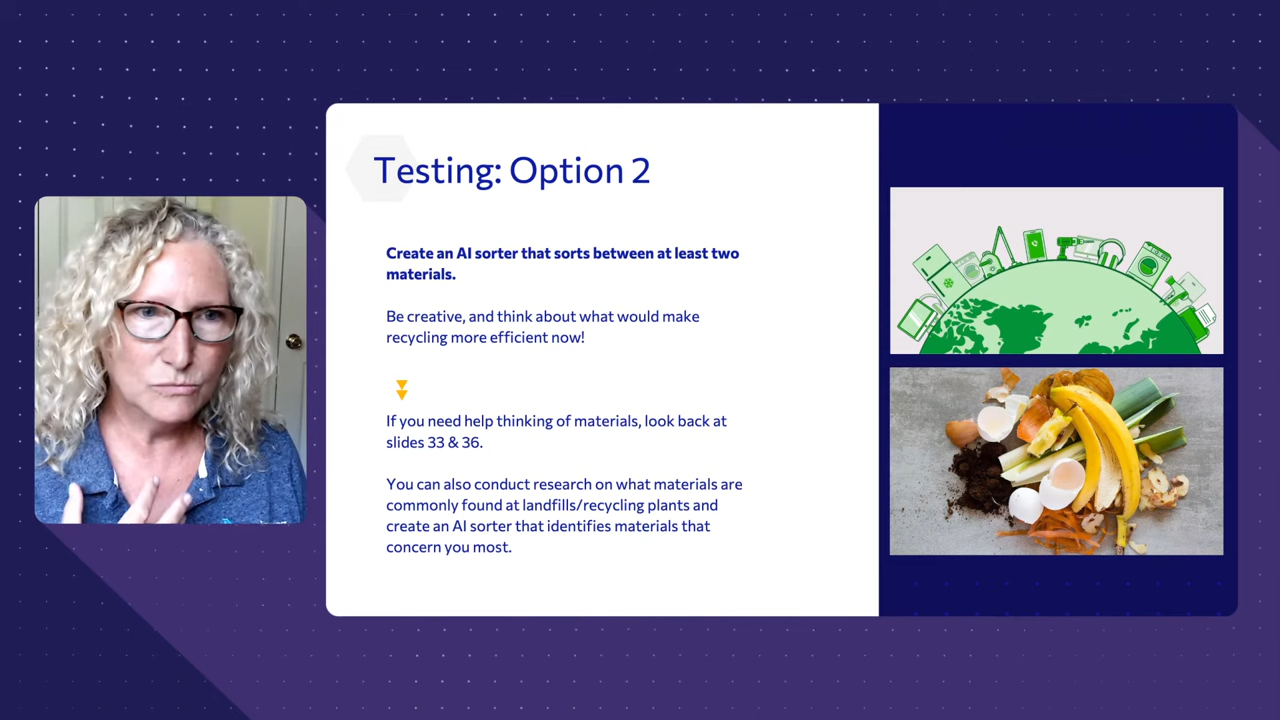 Testing: Option 2
Create an AI sorter that sorts between at least two
materials.
Be creative, and think about what would make
recycling more efficient now!
If you need help thinking of materials, look back at
slides 33 & 36.
You can also conduct research on what materials are
commonly found at landfills/recycling plants and
create an AI sorter that identifies materials that
concern you most.